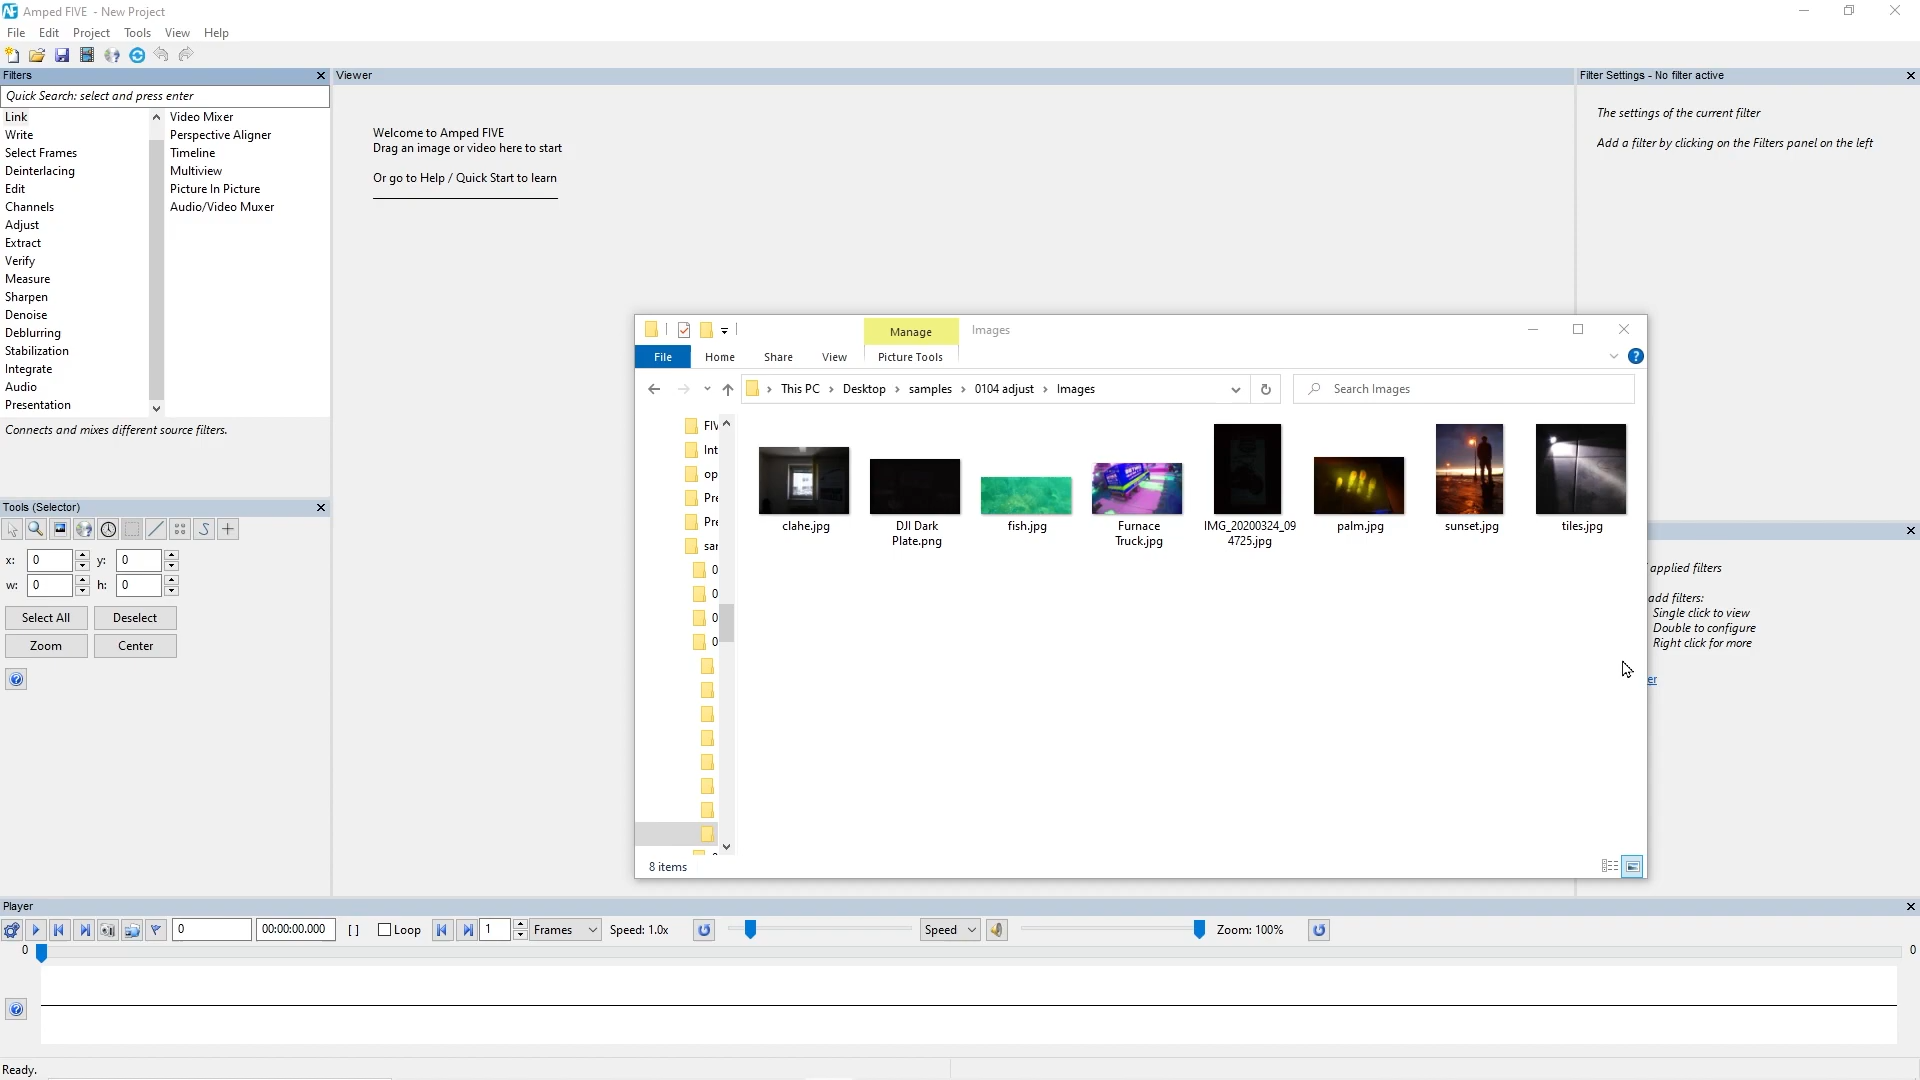 Amped FIVE - New Project
File Edit Project Tools View Help
Filters
Quick Search: select and press enter
Link
Write
Select Frames
Deinterlacing
Edit
Channels
Adjust
Extract
Verify
Measure
Sharpen
Denoise
Deblurring
Stabilization
Integrate
Audio
Presentation
Video Mixer
Perspective Aligner
Timeline
Multiview
Picture In Picture
Audio/Video Muxer
Connects and mixes different source filters.
Tools (Selector)
x: 0 y: 0
w: 0 h: 0
Select All Deselect
Zoom Center
Viewer
Welcome to Amped FIVE
Drag an image or video here to start
Or go to Help / Quick Start to learn
Filter Settings - No filter active
The settings of the current filter
Add a filter by clicking on the Filters panel on the left
Manage Images
File Home Share View Picture Tools
This PC > Desktop > samples > 0104 adjust > Images
Search Images
Int
op
Pre
Pre
0
0
0
0
clahe.jpg
DJI Dark
Plate.png
fish.jpg
Furnace
Truck.jpg
IMG_20200324_09
4725.jpg
palm.jpg
sunset.jpg
tiles.jpg
8 items
applied filters
add filters:
Single click to view
Double to configure
Right click for more
er
Player
0 00:00:00.000 [ ] Loop 1 Frames Speed: 1.0x Speed Zoom: 100%
0 0
Ready.